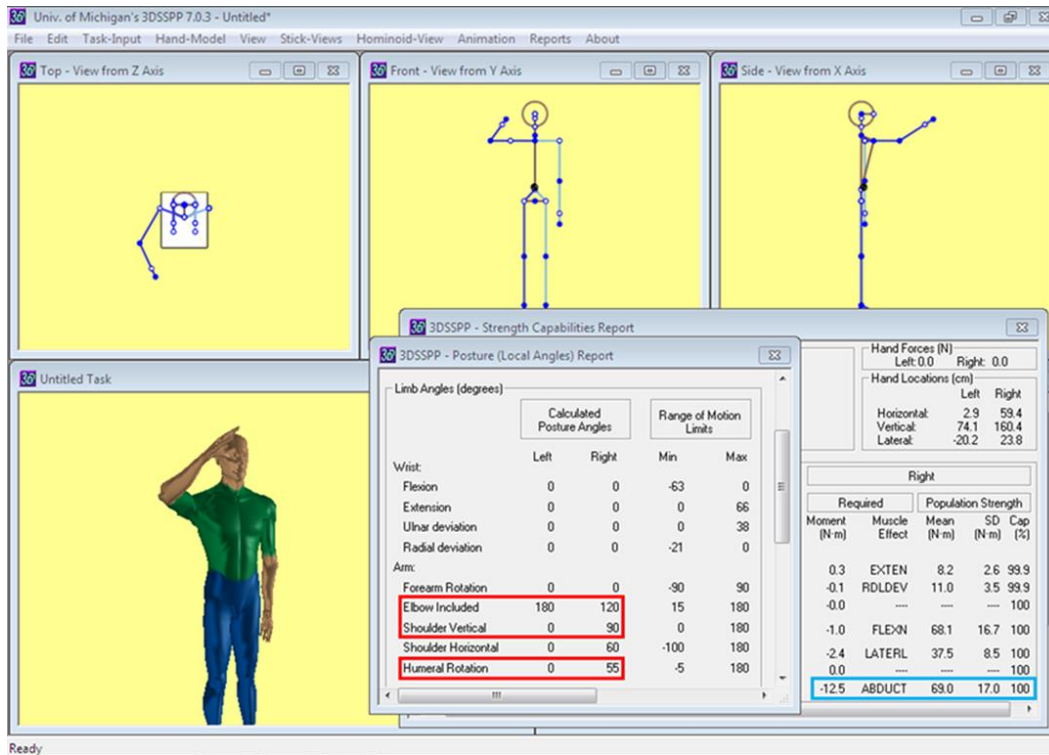 Univ. of Michigan's 3DSSPP 7.0.3 - Untitled*
File Edit Task-Input Hand-Model View Stick-Views Hominoid-View Animation Reports About
Top - View from Z Axis
Front - View from Y Axis
Side - View from X Axis
3DSSPP - Strength Capabilities Report
Hand Forces (N)
Left: 0.0 Right: 0.0
Hand Locations (cm)
Left Right
Horizontal: 2.9 59.4
Vertical: 74.1 160.4
Lateral: -20.2 23.8
Right
Required Population Strength
Moment Muscle Mean SD Cap
(N·m) Effect (N·m) (N·m) (%)
0.3 EXTEN 8.2 2.6 99.9
-0.1 RDLDEV 11.0 3.5 99.9
-0.0 ---- ---- ---- 100
-1.0 FLEXN 68.1 16.7 100
-2.4 LATERL 37.5 8.5 100
0.0 ---- ---- ---- 100
-12.5 ABDUCT 69.0 17.0 100
3DSSPP - Posture (Local Angles) Report
Limb Angles (degrees)
Calculated Range of Motion
Posture Angles Limits
Left Right Min Max
Wrist:
Flexion 0 0 -63 0
Extension 0 0 0 66
Ulnar deviation 0 0 0 38
Radial deviation 0 0 -21 0
Arm:
Forearm Rotation 0 0 -90 90
Elbow Included 180 120 15 180
Shoulder Vertical 0 90 0 180
Shoulder Horizontal 0 60 -100 180
Humeral Rotation 0 55 -5 180
Untitled Task
Ready